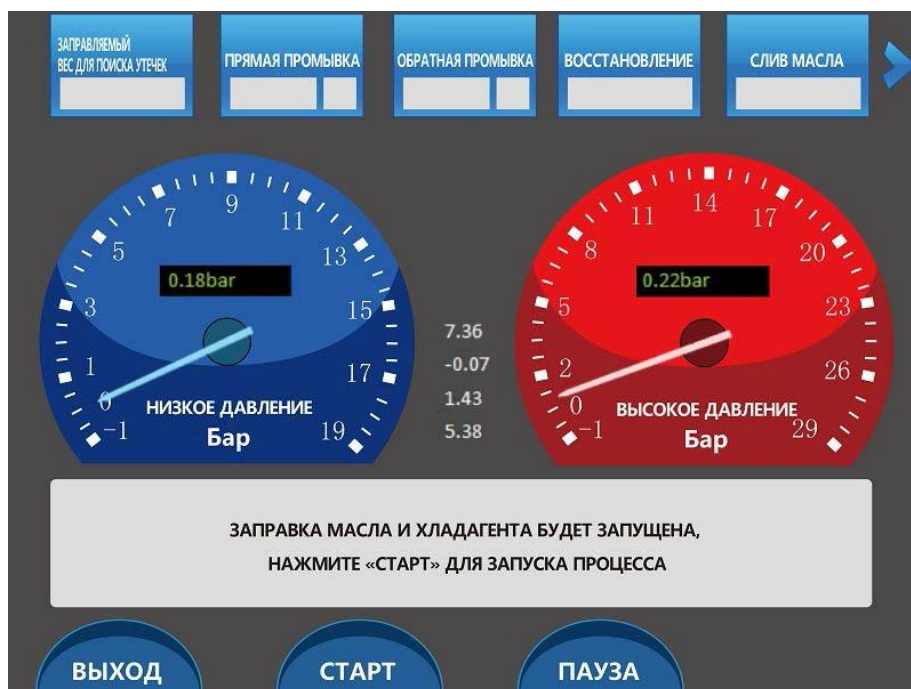 ЗАПРАВЛЯЕМЫЙ
ВЕС ДЛЯ ПОИСКА УТЕЧЕК
ПРЯМАЯ ПРОМЫВКА
ОБРАТНАЯ ПРОМЫВКА
ВОССТАНОВЛЕНИЕ
СЛИВ МАСЛА
-1
0
1
3
5
7
9
11
13
15
17
19
0.18bar
НИЗКОЕ ДАВЛЕНИЕ
Бар
7.36
-0.07
1.43
5.38
-1
0
2
5
8
11
14
17
20
23
26
29
0.22bar
ВЫСОКОЕ ДАВЛЕНИЕ
Бар
ЗАПРАВКА МАСЛА И ХЛАДАГЕНТА БУДЕТ ЗАПУЩЕНА,
НАЖМИТЕ «СТАРТ» ДЛЯ ЗАПУСКА ПРОЦЕССА
ВЫХОД
СТАРТ
ПАУЗА